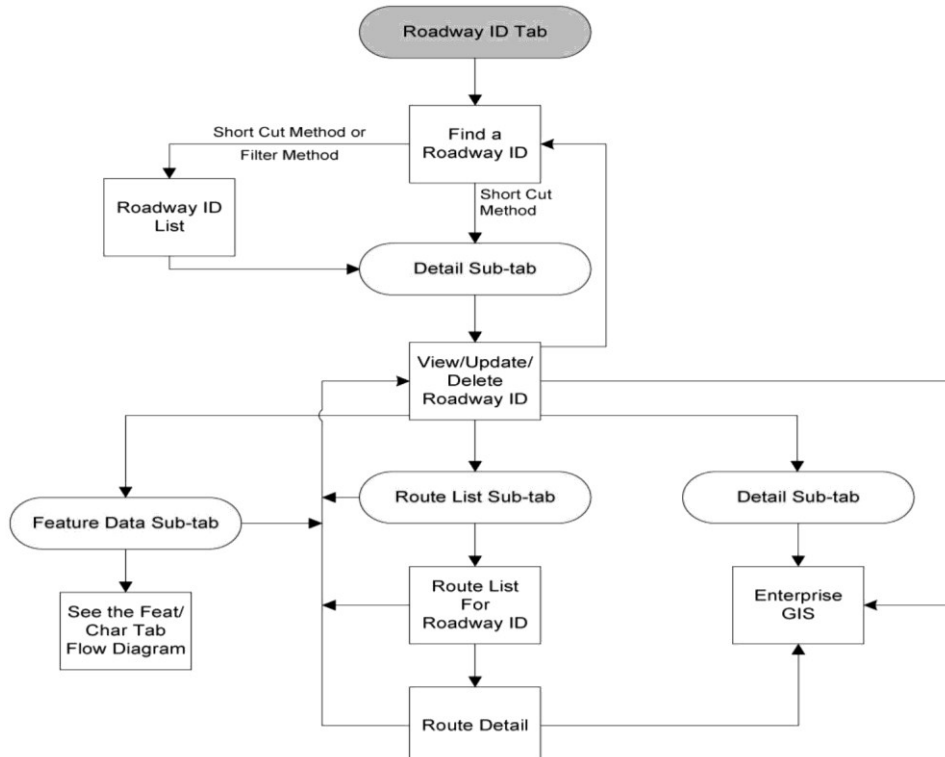 Roadway ID Tab
Find a
Roadway ID
Short Cut Method or
Filter Method
Short Cut
Method
Roadway ID
List
Detail Sub-tab
View/Update/
Delete
Roadway ID
Feature Data Sub-tab
Route List Sub-tab
Detail Sub-tab
See the Feat/
Char Tab
Flow Diagram
Route List
For
Roadway ID
Enterprise
GIS
Route Detail